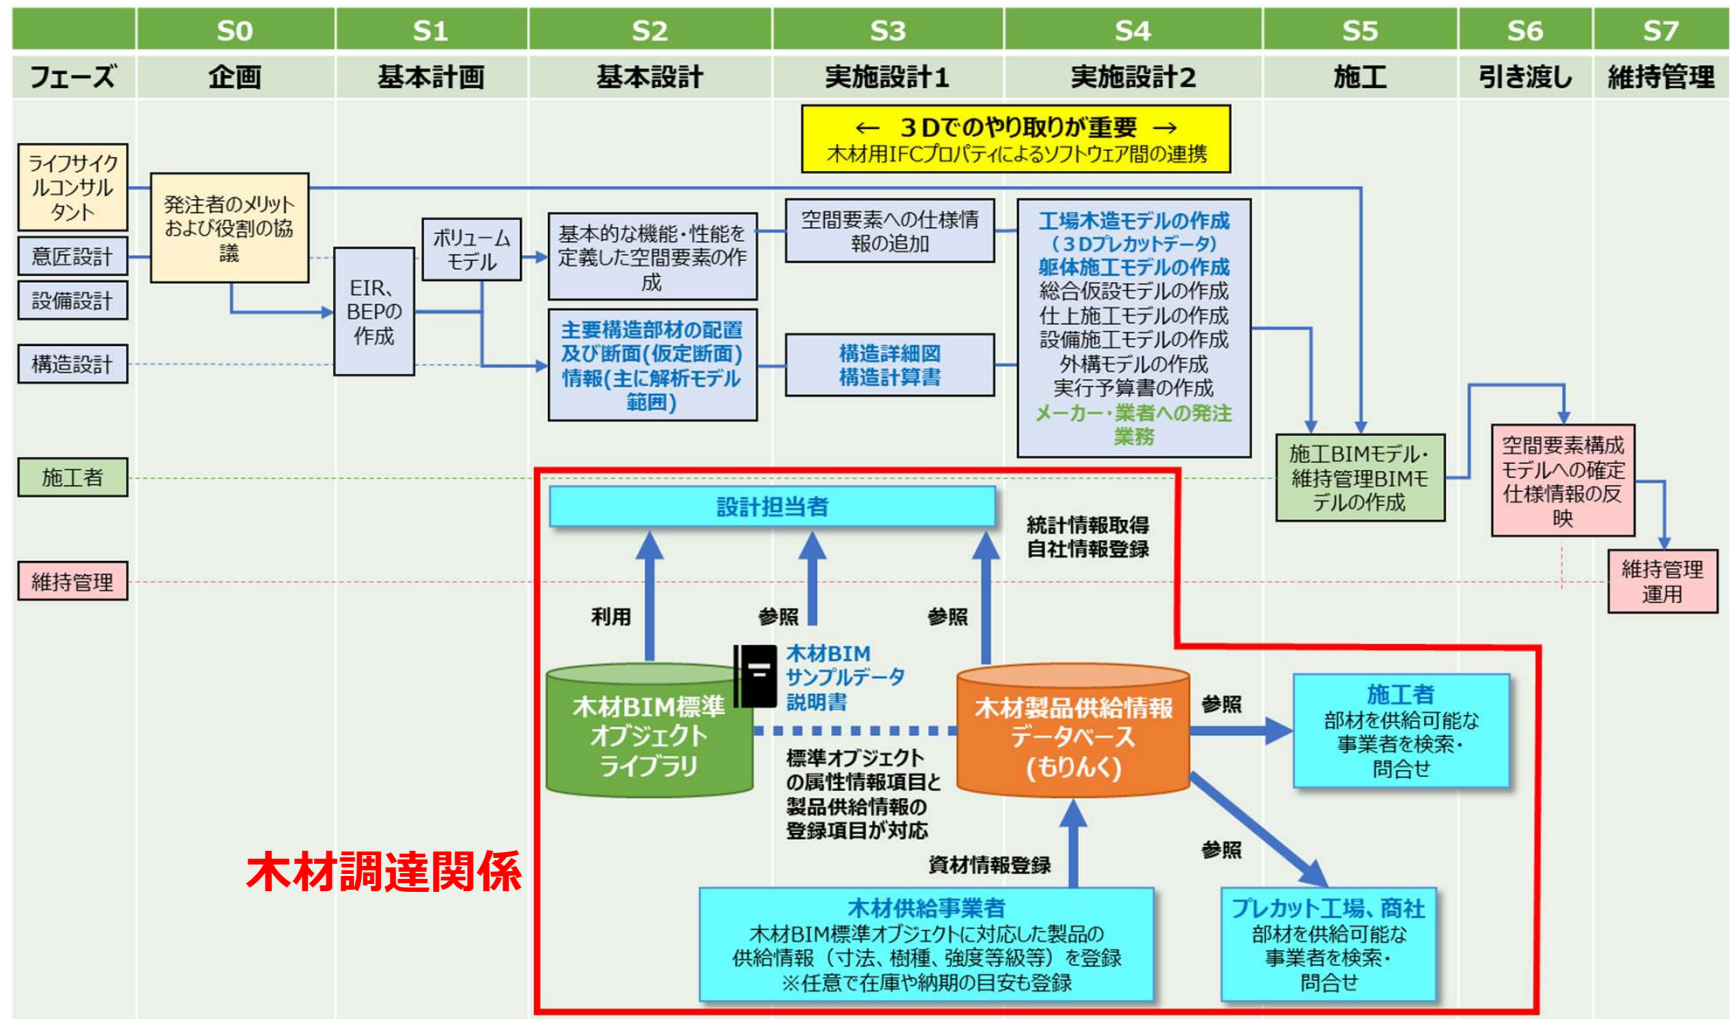 S0
S1
S2
S3
S4
S5
S6
S7
フェーズ
企画
基本計画
基本設計
実施設計1
実施設計2
施工
引き渡し
維持管理
← 3Dでのやり取りが重要 →
木材用IFCプロパティによるソフトウェア間の連携
ライフサイク
ルコンサル
タント
意匠設計
設備設計
構造設計
施工者
維持管理
発注者のメリット
および役割の協
議
EIR、
BEPの
作成
ボリューム
モデル
基本的な機能・性能を
定義した空間要素の作
成
主要構造部材の配置
及び断面(仮定断面)
情報(主に解析モデル
範囲)
空間要素への仕様情
報の追加
構造詳細図
構造計算書
工場木造モデルの作成
(3Dプレカットデータ)
躯体施工モデルの作成
総合仮設モデルの作成
仕上施工モデルの作成
設備施工モデルの作成
外構モデルの作成
実行予算書の作成
メーカー・業者への発注
業務
施工BIMモデル・
維持管理BIMモ
デルの作成
空間要素構成
モデルへの確定
仕様情報の反
映
維持管理
運用
設計担当者
統計情報取得
自社情報登録
利用
参照
参照
木材BIM
サンプルデータ
説明書
木材BIM標準
オブジェクト
ライブラリ
標準オブジェクト
の属性情報項目と
製品供給情報の
登録項目が対応
木材製品供給情報
データベース
(もりんく)
参照
施工者
部材を供給可能な
事業者を検索・
問合せ
参照
資材情報登録
木材調達関係
木材供給事業者
木材BIM標準オブジェクトに対応した製品の
供給情報（寸法、樹種、強度等級等）を登録
※任意で在庫や納期の目安も登録
プレカット工場、商社
部材を供給可能な
事業者を検索・
問合せ